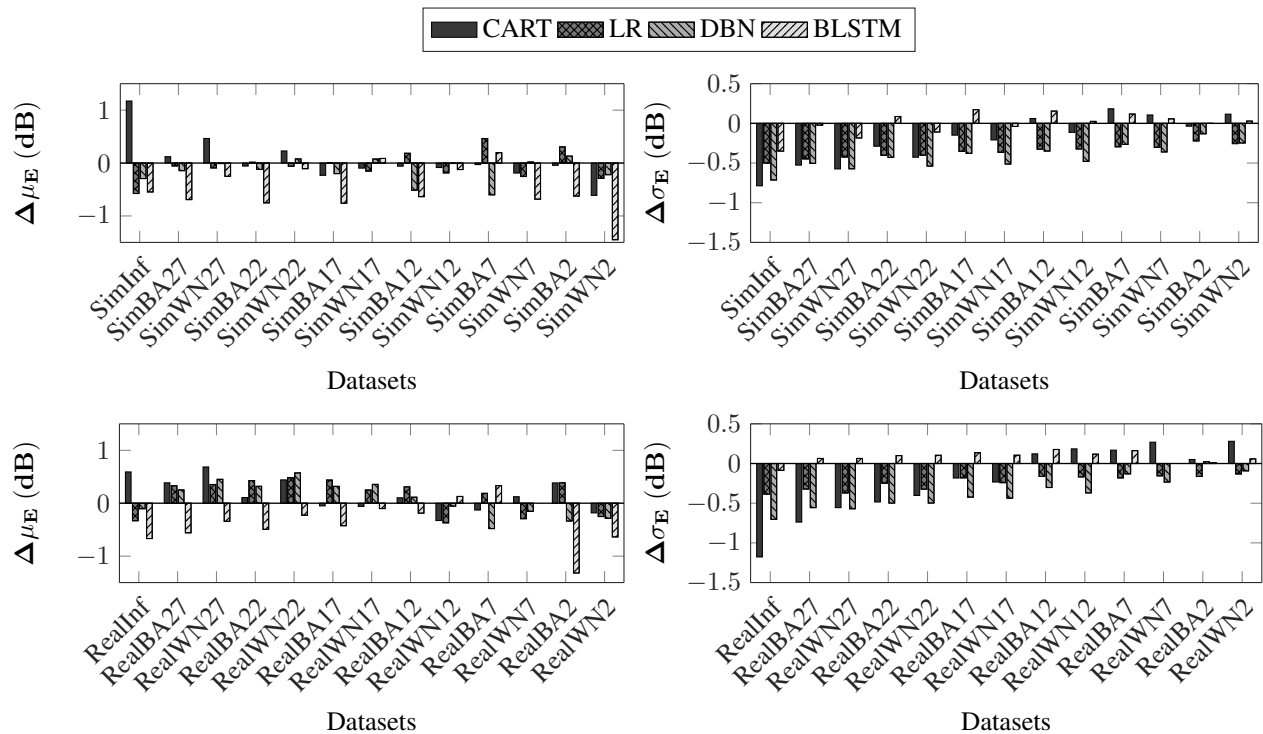 CART LR DBN BLSTM
Δμ_E (dB)
1
0
−1
SimInf SimBA27 SimWN27 SimBA22 SimWN22 SimBA17 SimWN17 SimBA12 SimWN12 SimBA7 SimWN7 SimBA2 SimWN2
Datasets
Δσ_E (dB)
0.5
0
−0.5
−1
−1.5
SimInf SimBA27 SimWN27 SimBA22 SimWN22 SimBA17 SimWN17 SimBA12 SimWN12 SimBA7 SimWN7 SimBA2 SimWN2
Datasets
Δμ_E (dB)
1
0
−1
RealInf RealBA27 RealWN27 RealBA22 RealWN22 RealBA17 RealWN17 RealBA12 RealWN12 RealBA7 RealWN7 RealBA2 RealWN2
Datasets
Δσ_E (dB)
0.5
0
−0.5
−1
−1.5
RealInf RealBA27 RealWN27 RealBA22 RealWN22 RealBA17 RealWN17 RealBA12 RealWN12 RealBA7 RealWN7 RealBA2 RealWN2
Datasets